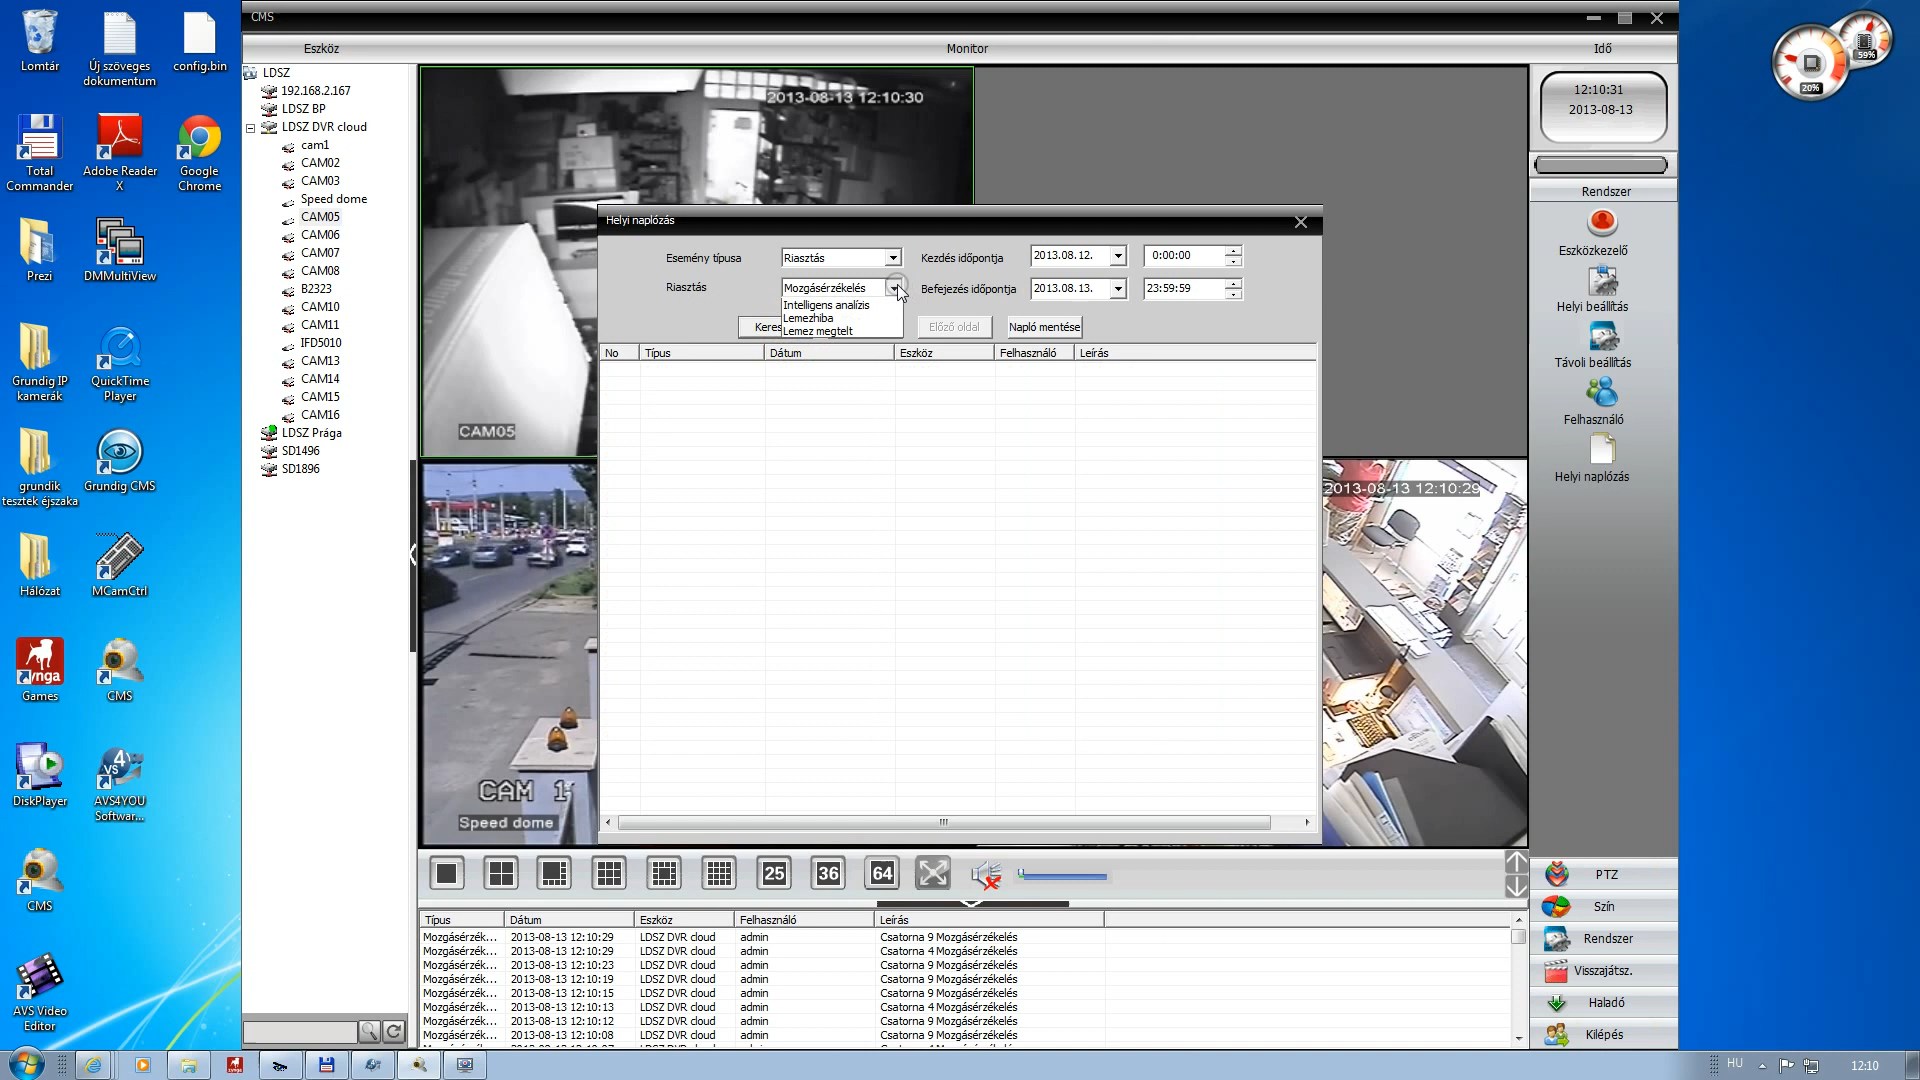 CMS
Eszköz
Monitor
Idő
Lomtár
Új szöveges dokumentum
config.bin
Total Commander
Adobe Reader X
Google Chrome
Prezi
DMMultiView
Grundig IP kamerák
QuickTime Player
grundik tesztek éjszaka
Grundig CMS
Hálózat
MCamCtrl
Games
CMS
DiskPlayer
AVS4YOU Softwar...
CMS
AVS Video Editor
LDSZ
192.168.2.167
LDSZ BP
LDSZ DVR cloud
cam1
CAM02
CAM03
Speed dome
CAM05
CAM06
CAM07
CAM08
B2323
CAM10
CAM11
IFD5010
CAM13
CAM14
CAM15
CAM16
LDSZ Prága
SD1496
SD1896
2013-08-13 12:10:30
CAM05
CAM 1
Speed dome
2013-08-13 12:10:29
Helyi naplózás
Esemény típusa
Riasztás
Kezdés időpontja
2013.08.12.
0:00:00
Riasztás
Mozgásérzékelés
Befejezés időpontja
2013.08.13.
23:59:59
Intelligens analízis
Lemezhiba
Lemez megtelt
Keres
Előző oldal
Napló mentése
No Típus Dátum Eszköz Felhasználó Leírás
12:10:31
2013-08-13
Rendszer
Eszközkezelő
Helyi beállítás
Távoli beállítás
Felhasználó
Helyi naplózás
PTZ
Szín
Rendszer
Visszajátsz.
Haladó
Kilépés
20%
59%
25
36
64
Típus Dátum Eszköz Felhasználó Leírás
Mozgásérzék... 2013-08-13 12:10:29 LDSZ DVR cloud admin Csatorna 9 Mozgásérzékelés
Mozgásérzék... 2013-08-13 12:10:29 LDSZ DVR cloud admin Csatorna 4 Mozgásérzékelés
Mozgásérzék... 2013-08-13 12:10:23 LDSZ DVR cloud admin Csatorna 9 Mozgásérzékelés
Mozgásérzék... 2013-08-13 12:10:19 LDSZ DVR cloud admin Csatorna 9 Mozgásérzékelés
Mozgásérzék... 2013-08-13 12:10:15 LDSZ DVR cloud admin Csatorna 9 Mozgásérzékelés
Mozgásérzék... 2013-08-13 12:10:13 LDSZ DVR cloud admin Csatorna 4 Mozgásérzékelés
Mozgásérzék... 2013-08-13 12:10:12 LDSZ DVR cloud admin Csatorna 9 Mozgásérzékelés
Mozgásérzék... 2013-08-13 12:10:08 LDSZ DVR cloud admin Csatorna 9 Mozgásérzékelés
HU
12:10